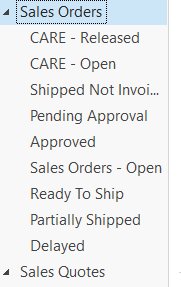 Sales Orders
CARE - Released
CARE - Open
Shipped Not Invoi...
Pending Approval
Approved
Sales Orders - Open
Ready To Ship
Partially Shipped
Delayed
Sales Quotes